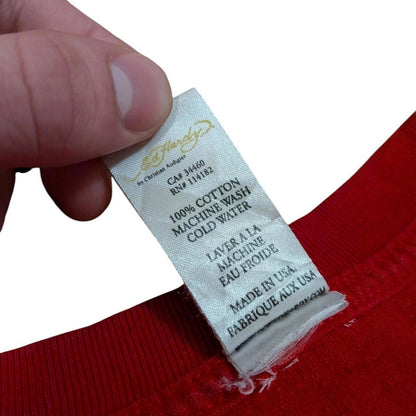 Ed Hardy
by Christian Audigier
CA# 34460
RN# 114182
100% COTTON
MACHINE WASH
COLD WATER
LAVER A LA
MACHINE
EAU FROIDE
MADE IN USA
FABRIQUE AUX USA